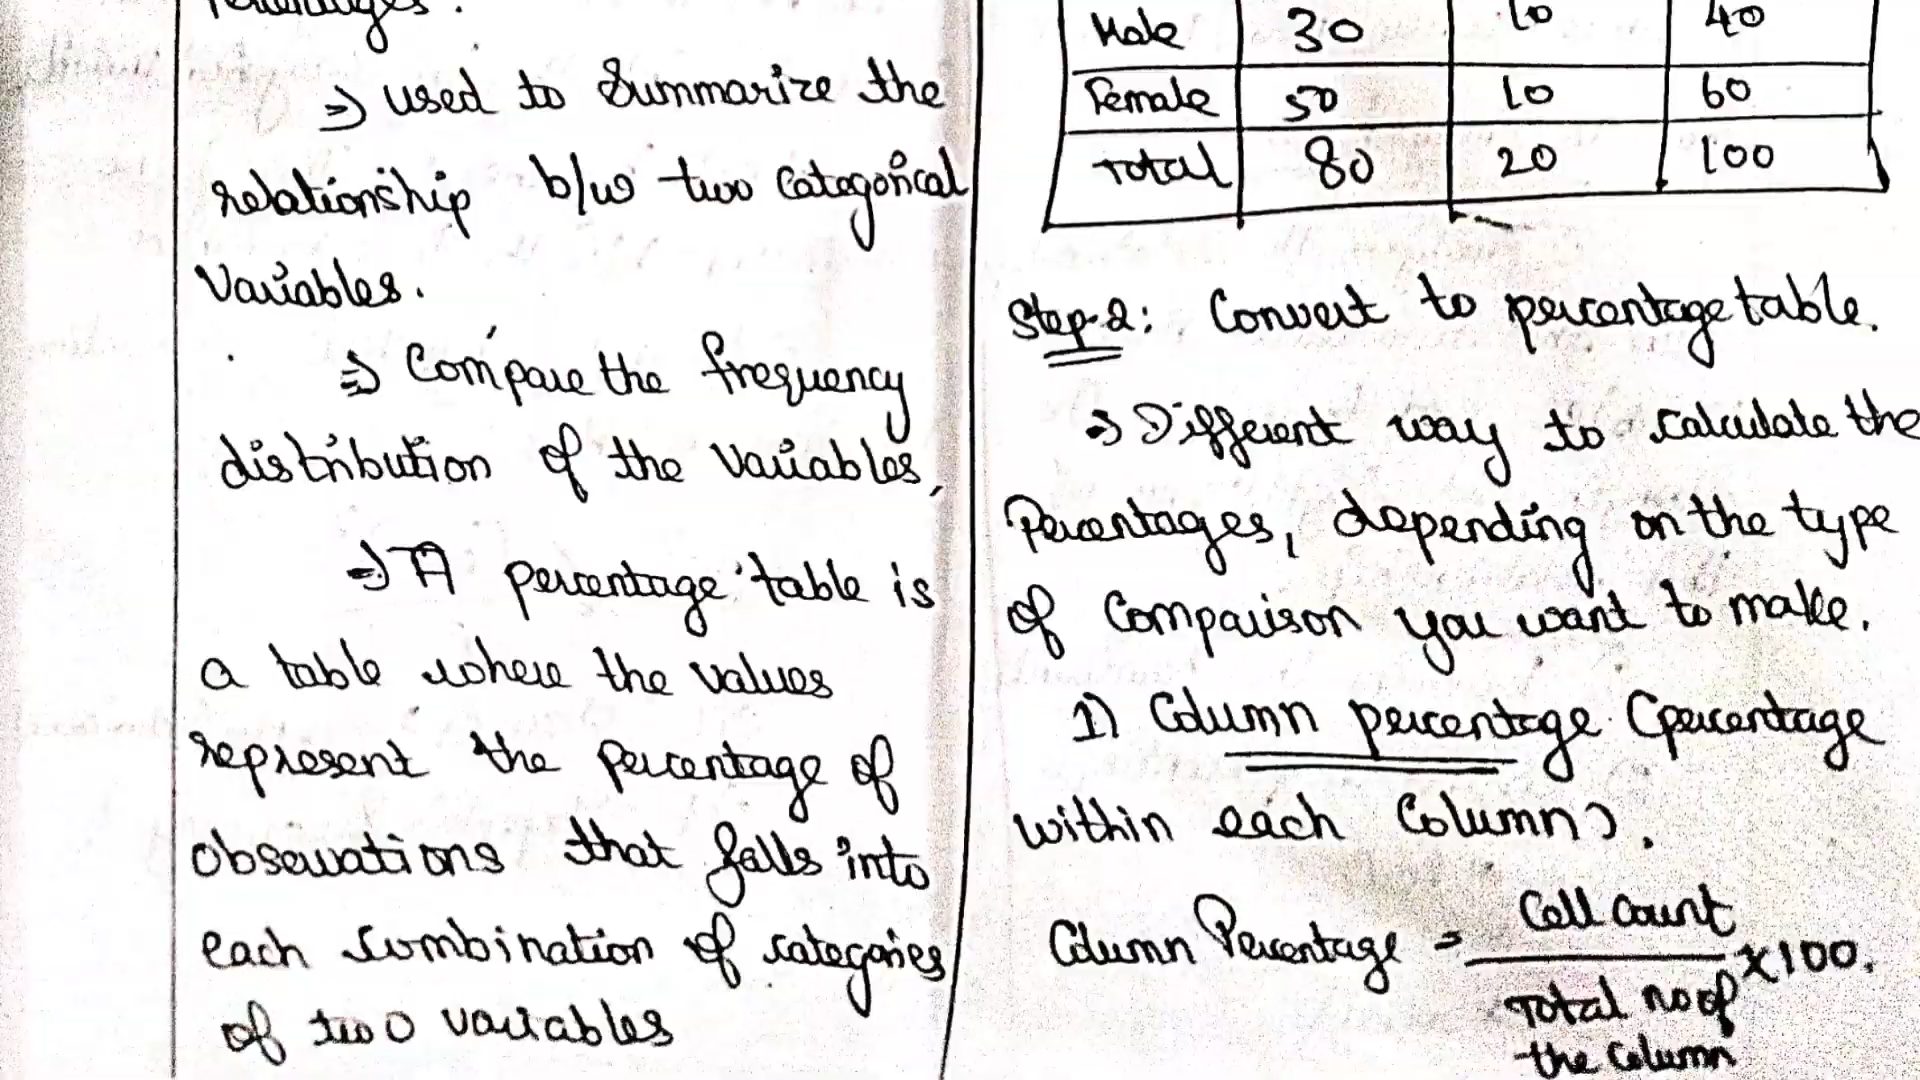 ⇒ used to Summarize the
relationship b/w two Categorical
Variables.
⇒ Compare the frequency
distribution of the Variables,
⇒ A percentage table is
a table where the values
represent the percentage of
observations that falls into
each combination of categories
of two variables
Male 30 10 40
Female 50 10 60
Total 80 20 100
Step-2: Convert to percentage table.
⇒ Different way to calculate the
Percentages, depending on the type
of comparison you want to make.
1) Column percentage (percentage
within each Column).
Column Percentage = Cell count
× 100.
Total no of
the Column